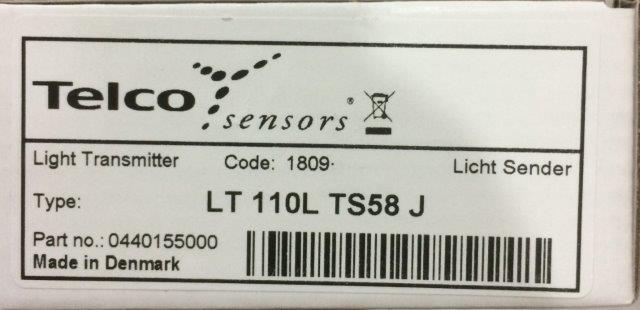 Telco sensors®
Light Transmitter Code: 1809 Licht Sender
Type: LT 110L TS58 J
Part no.: 0440155000
Made in Denmark